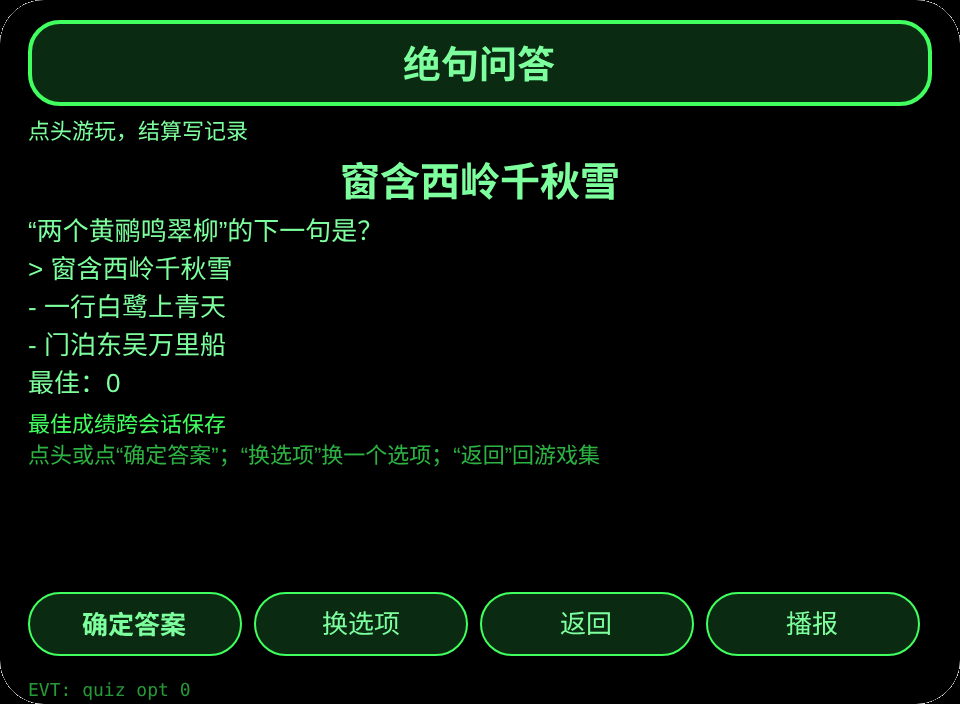 绝句问答
点头游玩，结算写记录
窗含西岭千秋雪
“两个黄鹂鸣翠柳”的下一句是？
> 窗含西岭千秋雪
- 一行白鹭上青天
- 门泊东吴万里船
最佳：0
最佳成绩跨会话保存
点头或点“确定答案”；“换选项”换一个选项；“返回”回游戏集
确定答案 换选项 返回 播报
EVT: quiz opt 0